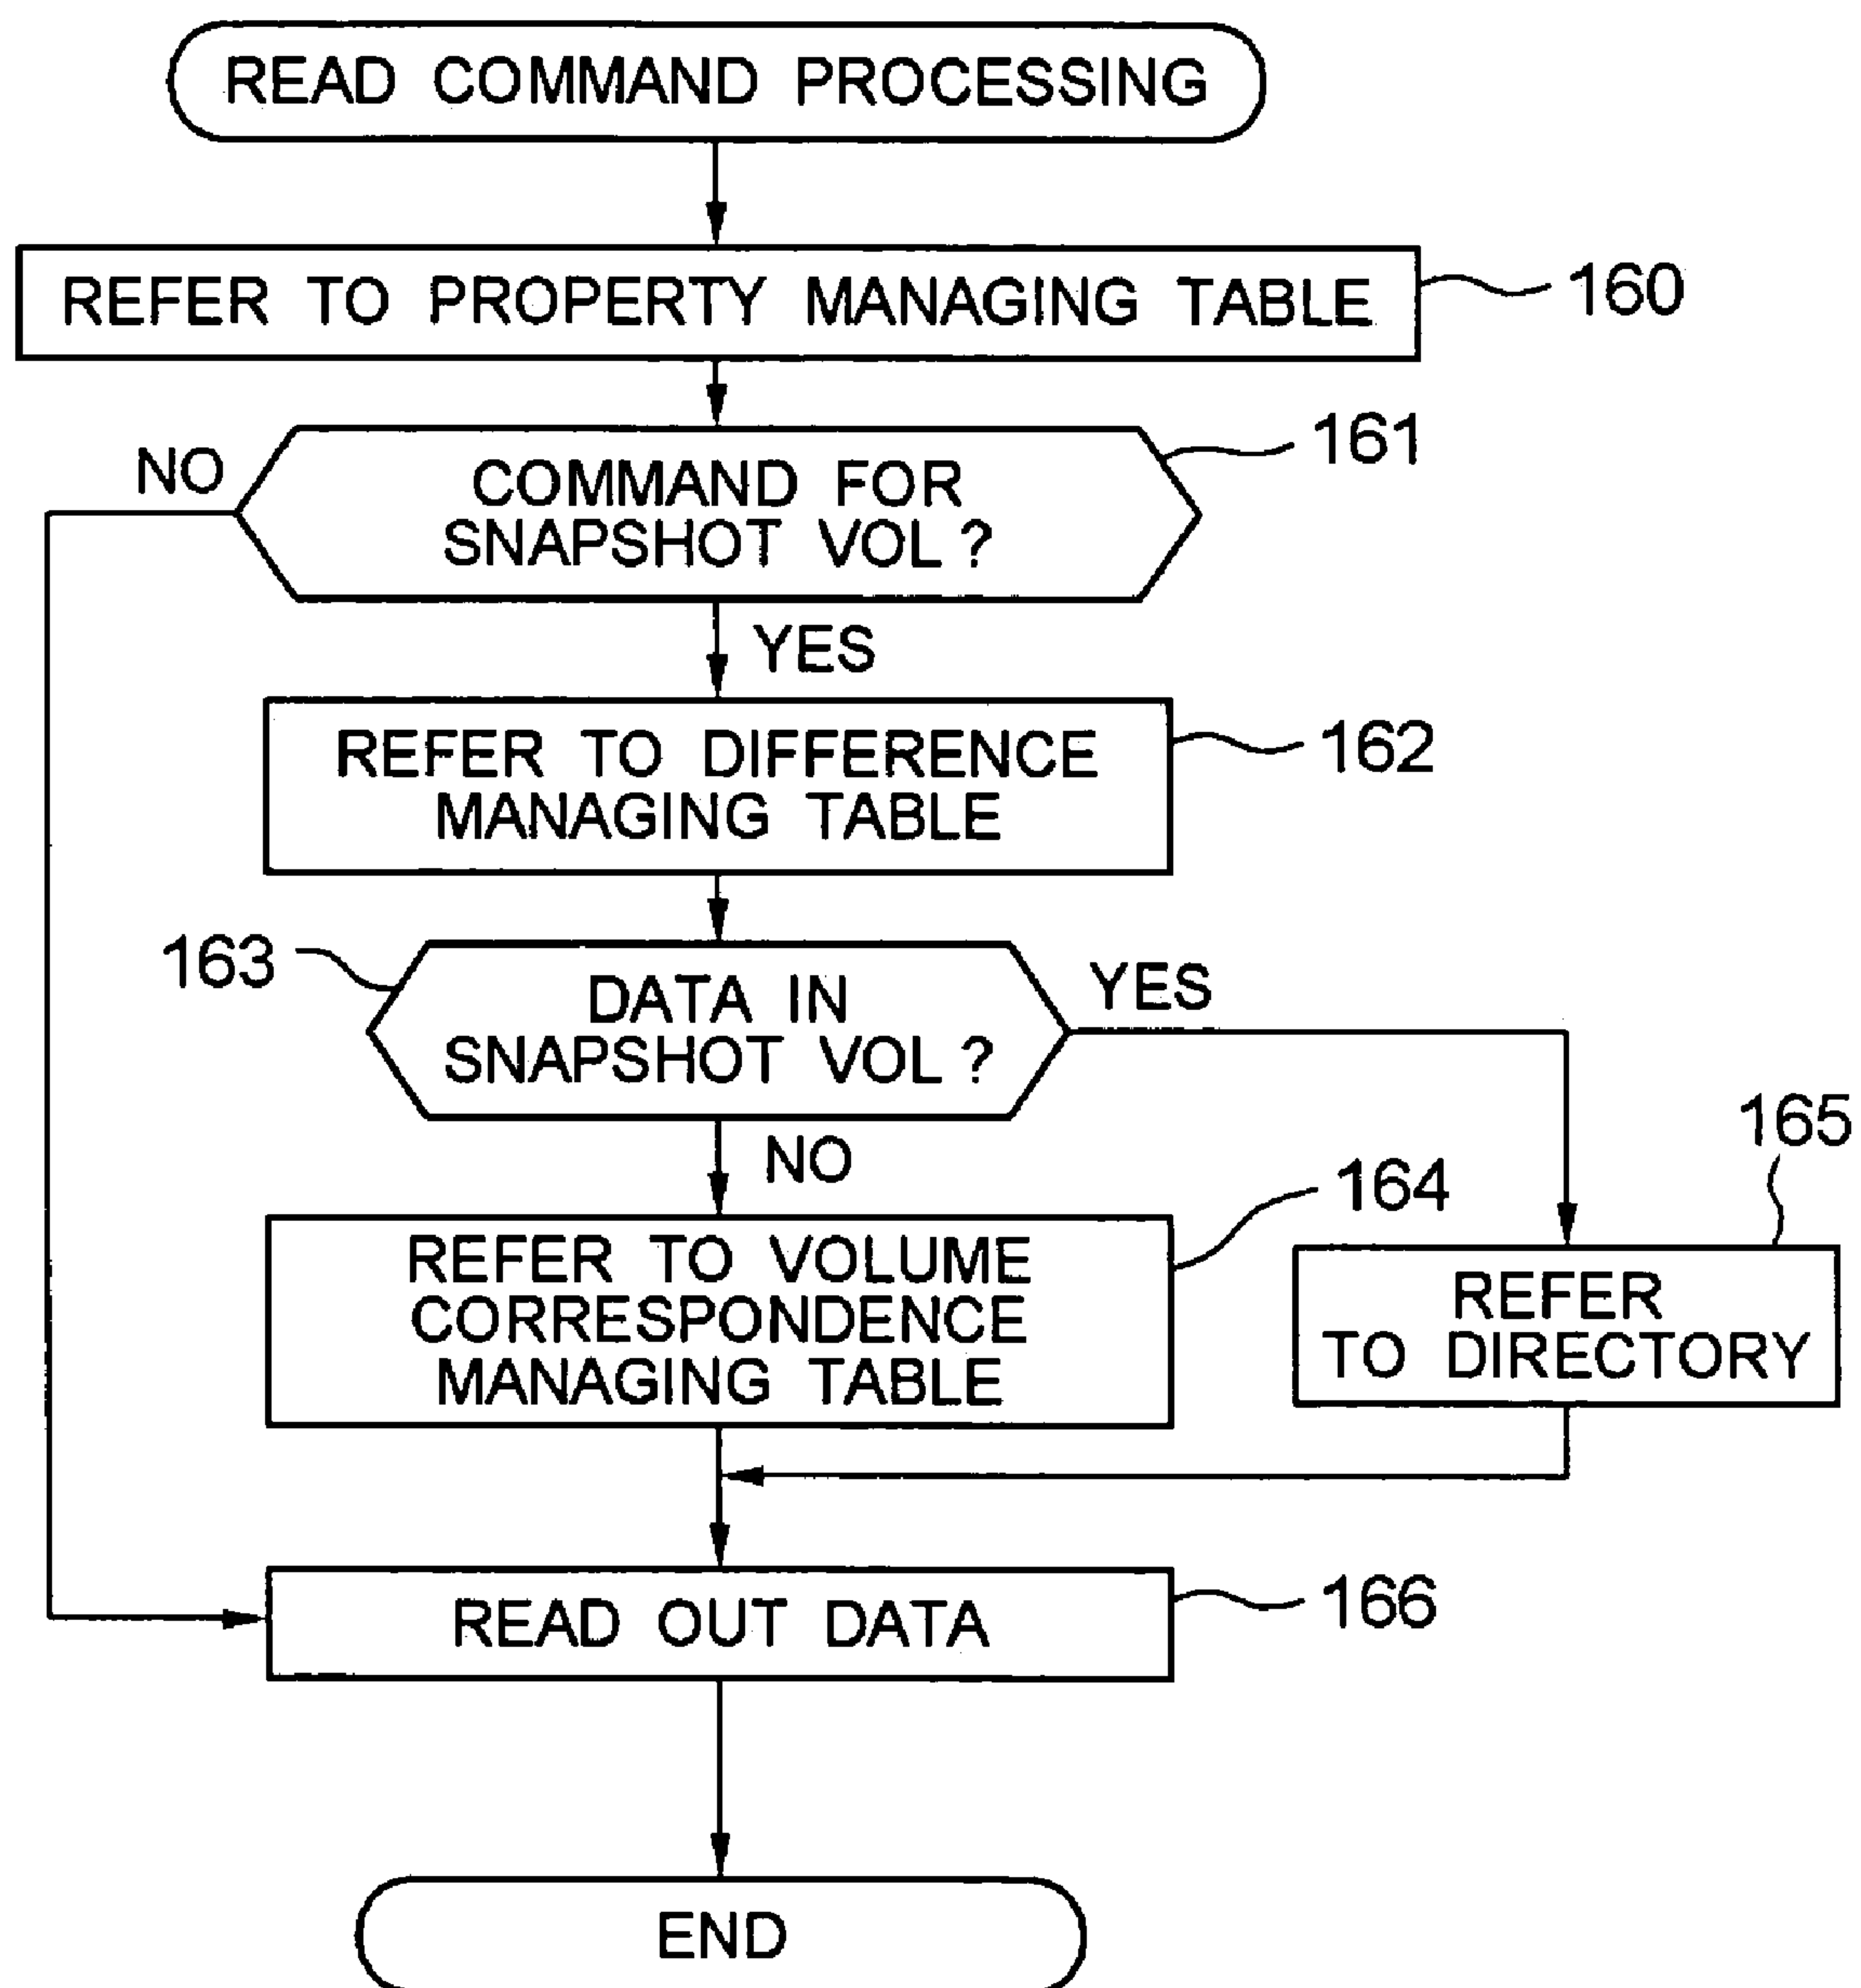 READ COMMAND PROCESSING
REFER TO PROPERTY MANAGING TABLE
160
161
NO
COMMAND FOR
SNAPSHOT VOL ?
YES
REFER TO DIFFERENCE
MANAGING TABLE
162
163
DATA IN
SNAPSHOT VOL ?
YES
NO
164
165
REFER TO VOLUME
CORRESPONDENCE
MANAGING TABLE
REFER
TO DIRECTORY
READ OUT DATA
166
END